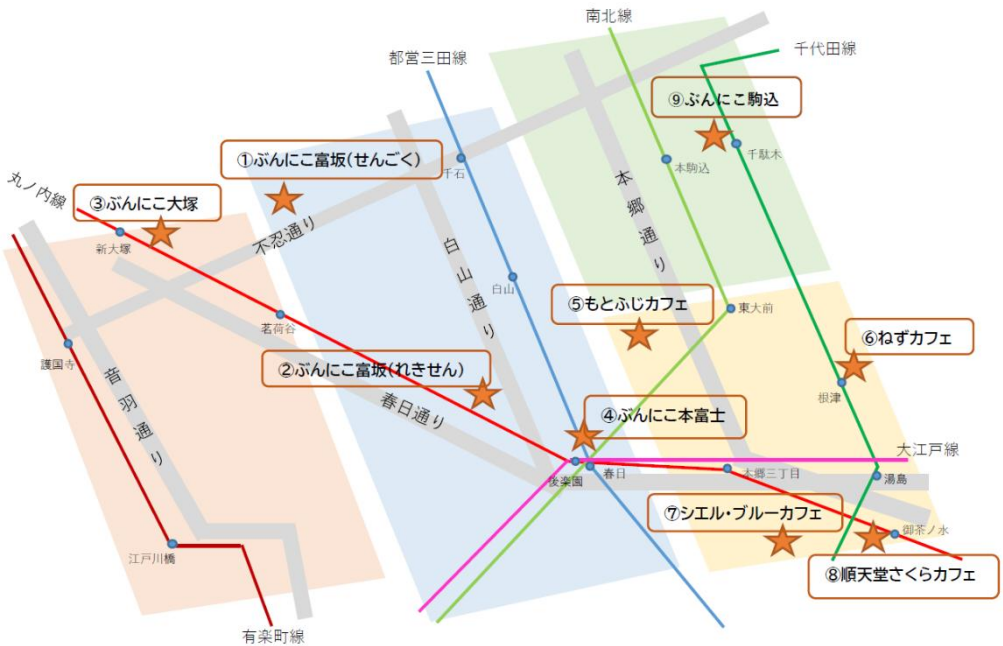 南北線
都営三田線
千代田線
⑨ぶんにこ駒込
①ぶんにこ富坂(せんごく)
千石
本駒込
千駄木
丸ノ内線
③ぶんにこ大塚
新大塚
不忍通り
白山通り
本郷通り
白山
⑤もとふじカフェ
東大前
茗荷谷
護国寺
音羽通り
⑥ねずカフェ
②ぶんにこ富坂(れきせん)
春日通り
根津
④ぶんにこ本富士
大江戸線
後楽園
春日
本郷三丁目
湯島
⑦シエル・ブルーカフェ
御茶ノ水
江戸川橋
⑧順天堂さくらカフェ
有楽町線